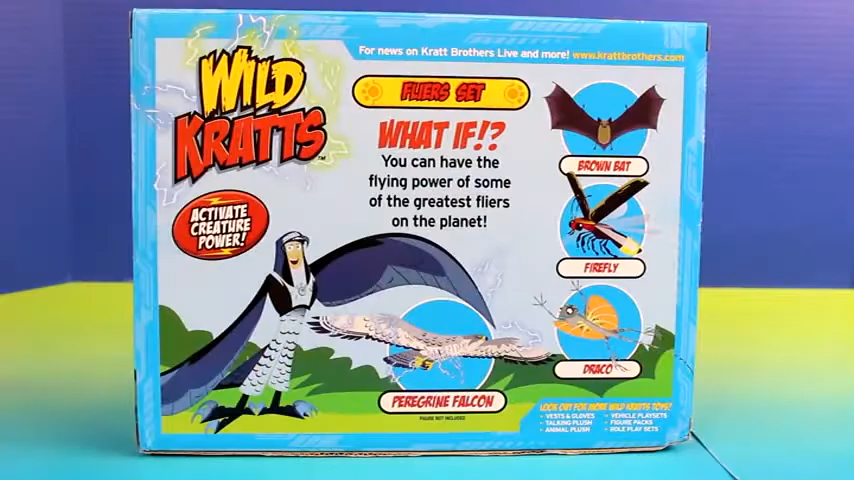 For news on Kratt Brothers Live and more! www.krattbrothers.com
WILD
KRATTS™
FLIERS SET
WHAT IF!?
You can have the
flying power of some
of the greatest fliers
on the planet!
ACTIVATE
CREATURE
POWER!
BROWN BAT
FIREFLY
DRACO
PEREGRINE FALCON
FIGURE NOT INCLUDED
LOOK OUT FOR MORE WILD KRATTS TOYS!
• VESTS & GLOVES • VEHICLE PLAYSETS
• TALKING PLUSH • FIGURE PACKS
• ANIMAL PLUSH • ROLE PLAY SETS